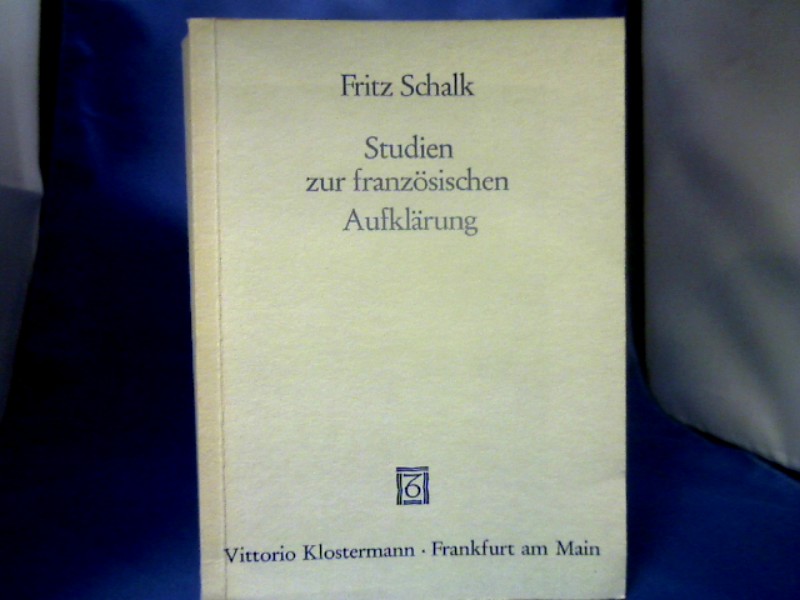 Fritz Schalk
Studien
zur französischen
Aufklärung
Vittorio Klostermann · Frankfurt am Main